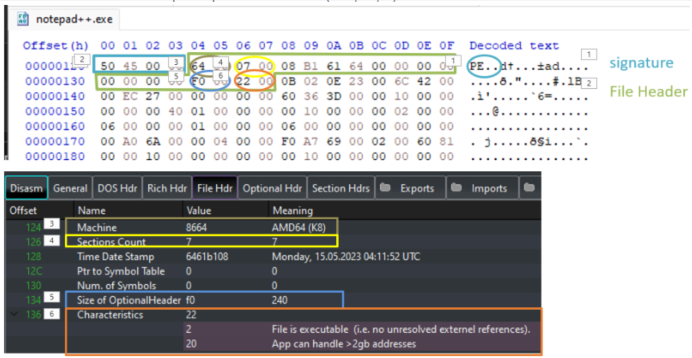 notepad++.exe
Offset(h) 00 01 02 03 04 05 06 07 08 09 0A 0B 0C 0D 0E 0F Decoded text
1
2 3 4 1
00000120 50 45 00 00 64 86 07 00 08 B1 61 64 00 00 00 00 PE..d†...±ad....
signature
5 6 2
00000130 00 00 00 00 F0 00 22 00 0B 02 0E 23 00 6C 42 00 ....ð."....#.lB.
File Header
00000140 00 EC 27 00 00 00 00 00 60 36 3D 00 00 10 00 00 .ì'.....`6=.....
00000150 00 00 00 40 01 00 00 00 00 10 00 00 00 02 00 00 ...@............
00000160 06 00 00 00 01 00 00 00 06 00 00 00 00 00 00 00 ................
00000170 00 A0 6A 00 00 04 00 00 F0 A7 69 00 02 00 60 81 . j.....ð§i...`.
00000180 00 00 10 00 00 00 00 00 00 10 00 00 00 00 00 00 ................
Disasm General DOS Hdr Rich Hdr File Hdr Optional Hdr Section Hdrs Exports Imports
Offset Name Value Meaning
124 3 Machine 8664 AMD64 (K8)
126 4 Sections Count 7 7
128 Time Date Stamp 6461b108 Monday, 15.05.2023 04:11:52 UTC
12C Ptr to Symbol Table 0 0
130 Num. of Symbols 0 0
134 5 Size of OptionalHeader f0 240
136 6 Characteristics 22
2 File is executable (i.e. no unresolved externel references).
20 App can handle >2gb addresses